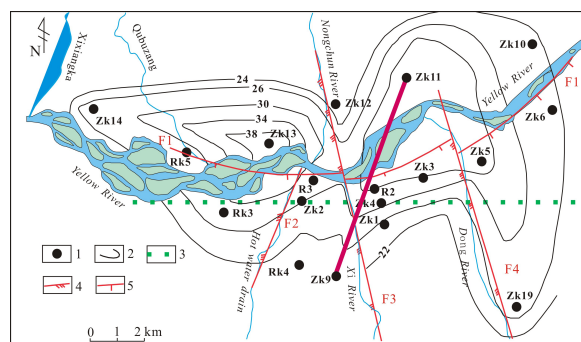 N
Xixiangka
Qubuzang
Nongchun River
Zk10
Zk11
Yellow River
F1
24
26
30
34
38
Zk14
Zk12
Zk6
F1
Zk13
Rk5
Zk5
Zk3
Yellow River
R3
R2
Rk3
Zk2
Zk4
Zk1
F2
22
Hot water drain
Rk4
Zk9
Xi River
Dong River
F4
F3
Zk19
1
2
3
4
5
0 1 2 km